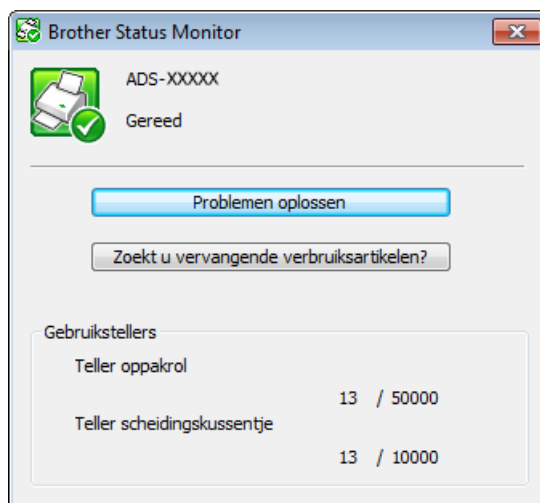 Brother Status Monitor
ADS-XXXXX
Gereed
Problemen oplossen
Zoekt u vervangende verbruiksartikelen?
Gebruikstellers
Teller oppakrol
13 / 50000
Teller scheidingskussentje
13 / 10000